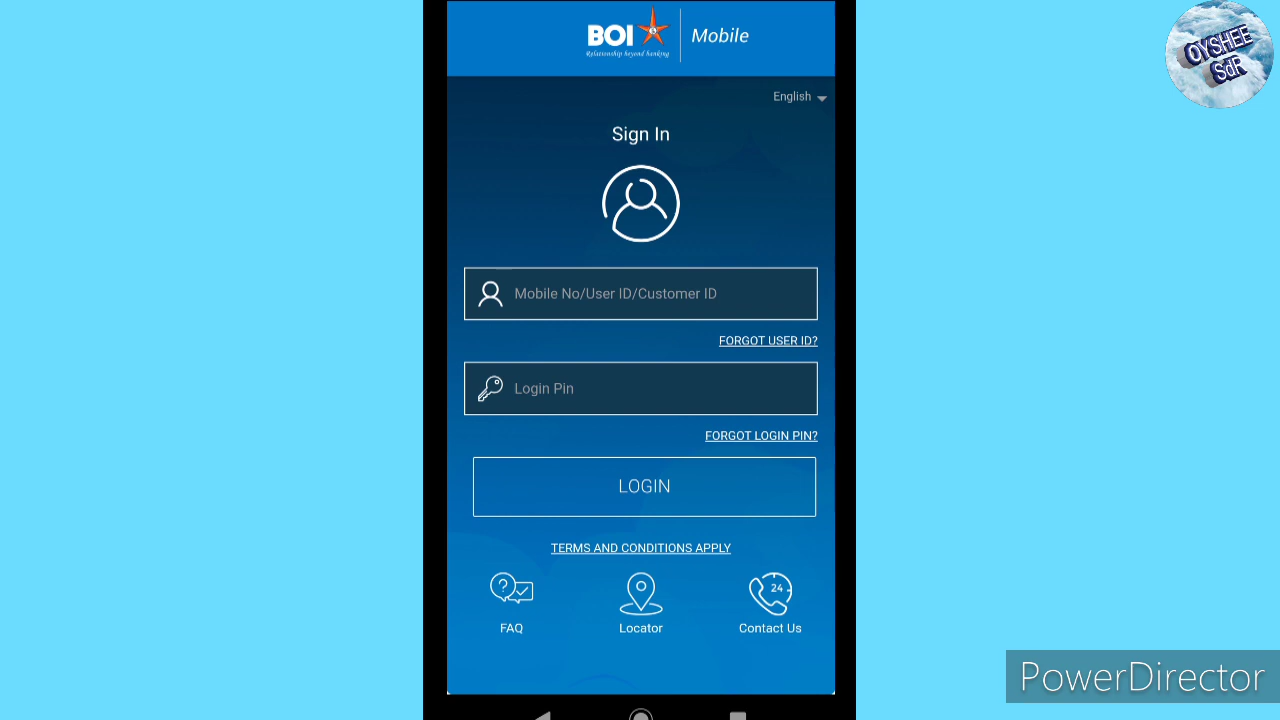 BOI
Relationship beyond banking
Mobile
OYSHEE
SdR
English
Sign In
Mobile No/User ID/Customer ID
FORGOT USER ID?
Login Pin
FORGOT LOGIN PIN?
LOGIN
TERMS AND CONDITIONS APPLY
24
FAQ
Locator
Contact Us
PowerDirector